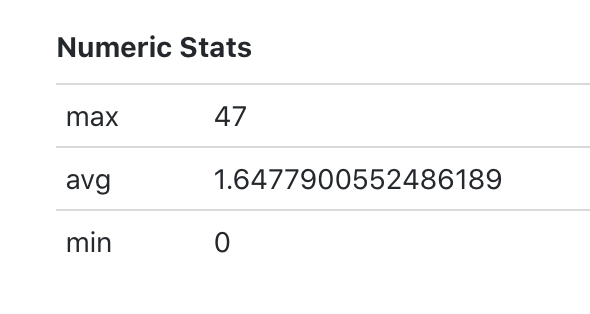 Numeric Stats
max 47
avg 1.6477900552486189
min 0